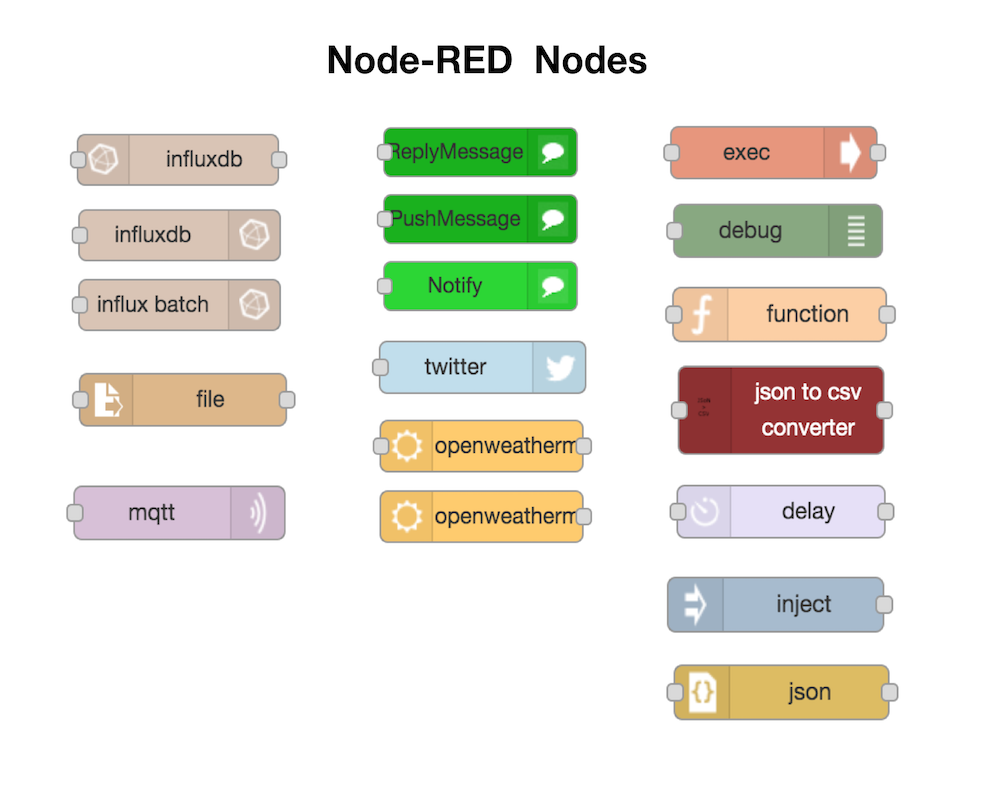 Node-RED Nodes
influxdb
influxdb
influx batch
file
mqtt
ReplyMessage
PushMessage
Notify
twitter
openweatherm
openweatherm
exec
debug
function
json to csv
converter
delay
inject
json